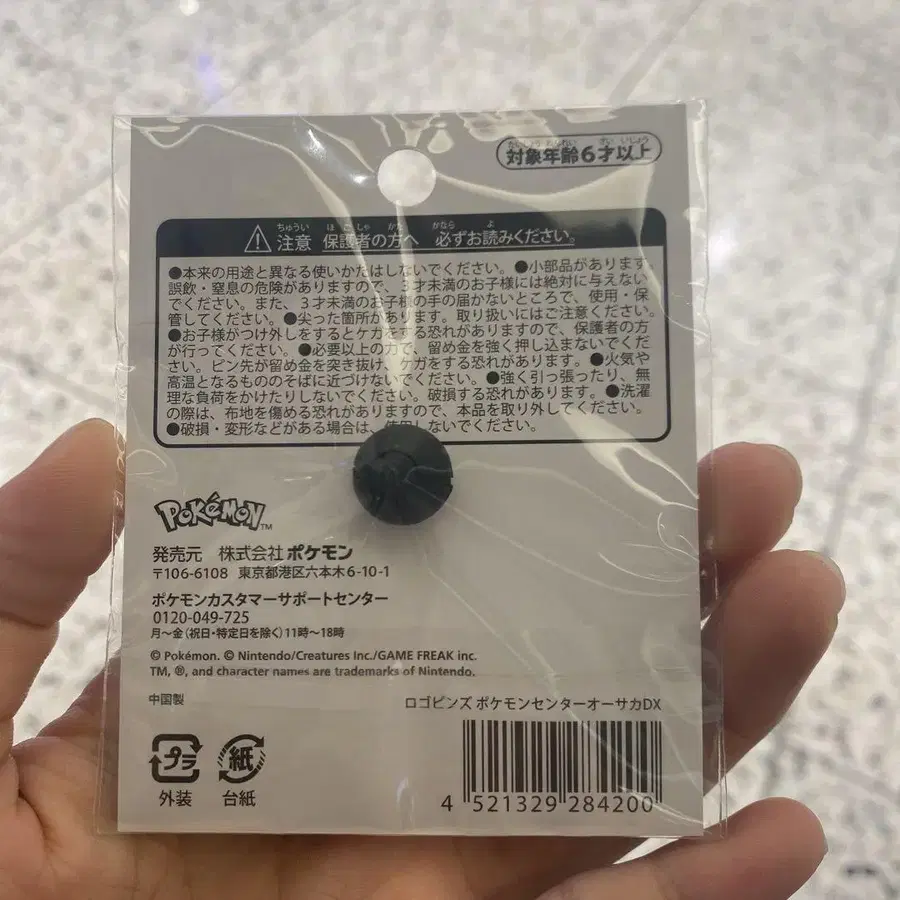 対象年齢6才以上
⚠注意 保護者の方へ 必ずお読みください。
●本来の用途と異なる使いかたはしないでください。●小部品があります。
誤飲・窒息の危険がありますので、3才未満のお子様には絶対に与えない
でください。また、3才未満のお子様の手の届かないところで、使用・保
管してください。●尖った箇所があります。取り扱いにはご注意ください。
●お子様がつけ外しをするとケガをする恐れがありますので、保護者の方
が行ってください。●必要以上の力で、留め金を強く押し込まないでくだ
さい。ピン先が留め金を突き抜け、ケガをする恐れがあります。●火気や
高温となるもののそばに近づけないでください。●強く引っ張ったり、無
理な負荷をかけたりしないでください。破損する恐れがあります。●洗濯
の際は、布地を傷める恐れがありますので、本品を取り外してください。
●破損・変形などがある場合は、使用しないでください。
POKéMON™
発売元 株式会社ポケモン
〒106-6108 東京都港区六本木6-10-1
ポケモンカスタマーサポートセンター
0120-049-725
月～金(祝日・特定日を除く)11時～18時
© Pokémon. © Nintendo/Creatures Inc./GAME FREAK inc.
TM, ®, and character names are trademarks of Nintendo.
中国製
ロゴピンズ ポケモンセンターオーサカDX
プラ 紙
外装 台紙
4 521329 284200